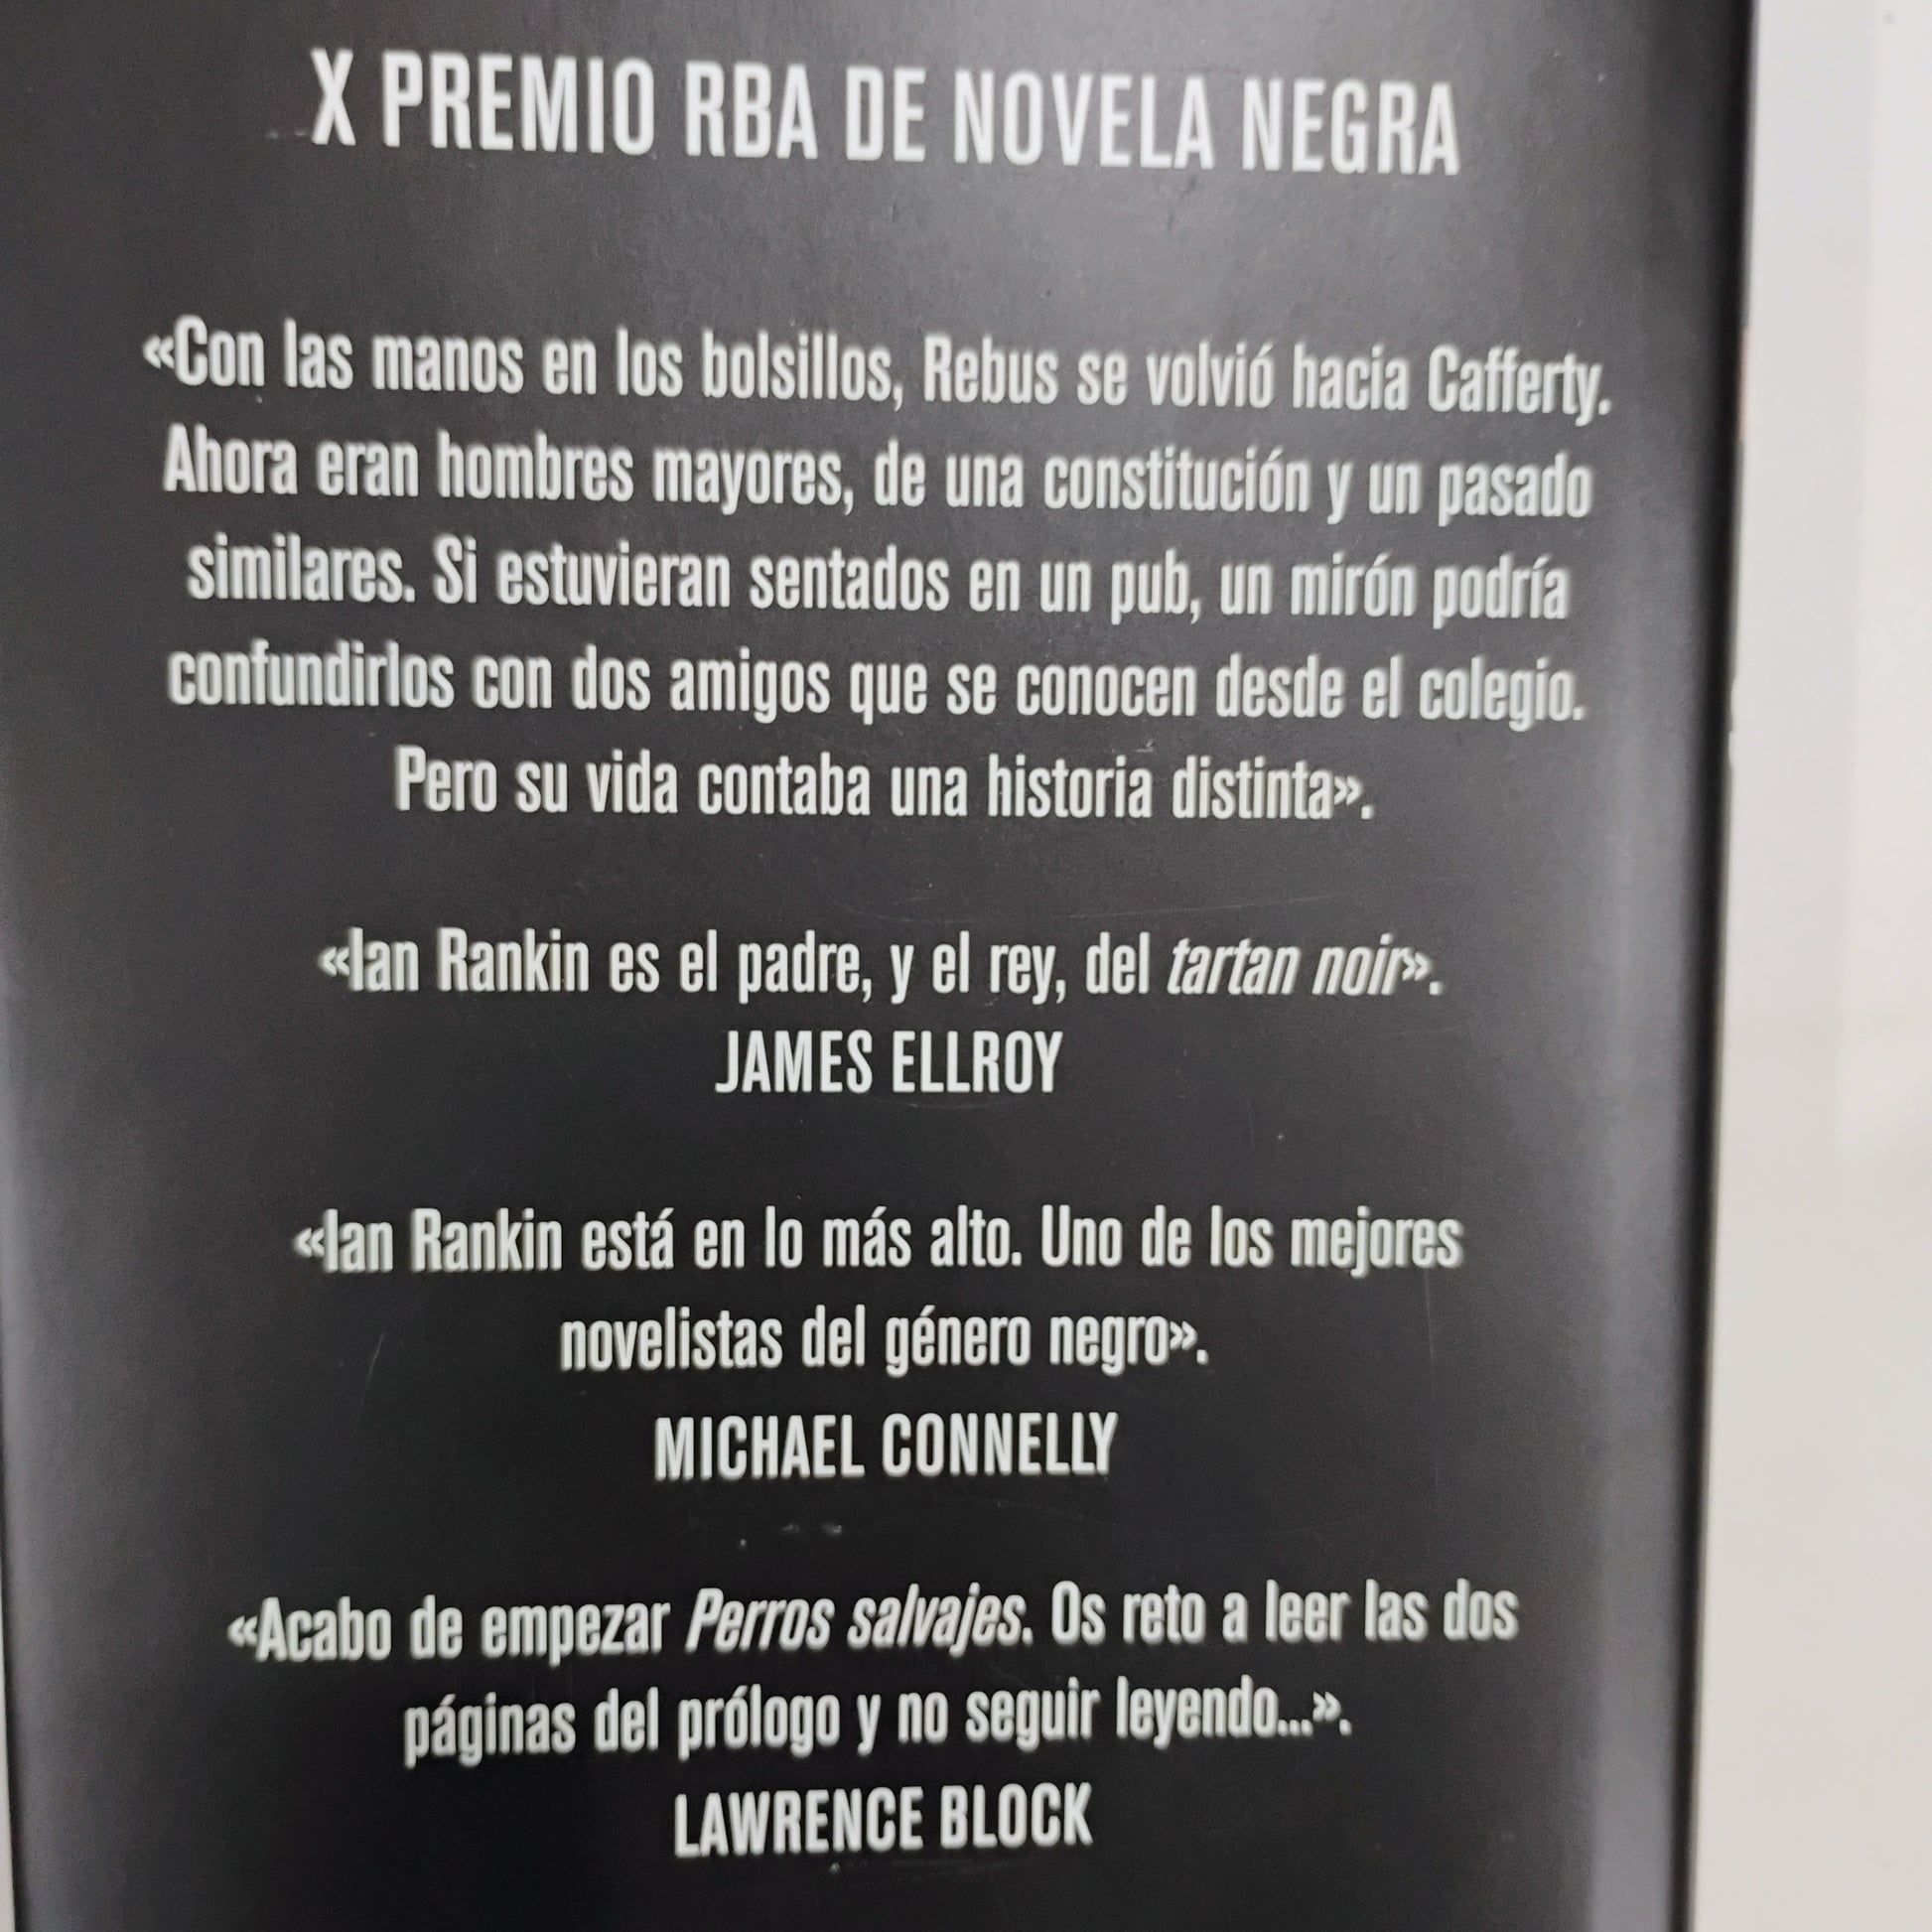 X PREMIO RBA DE NOVELA NEGRA
«Con las manos en los bolsillos, Rebus se volvió hacia Cafferty.
Ahora eran hombres mayores, de una constitución y un pasado
similares. Si estuvieran sentados en un pub, un mirón podría
confundirlos con dos amigos que se conocen desde el colegio.
Pero su vida contaba una historia distinta».
«Ian Rankin es el padre, y el rey, del tartan noir».
JAMES ELLROY
«Ian Rankin está en lo más alto. Uno de los mejores
novelistas del género negro».
MICHAEL CONNELLY
«Acabo de empezar Perros salvajes. Os reto a leer las dos
páginas del prólogo y no seguir leyendo...».
LAWRENCE BLOCK